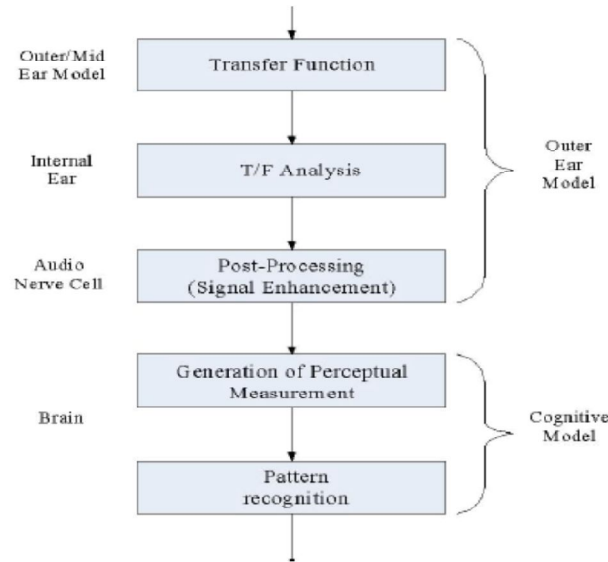 Outer/Mid
Ear Model
Transfer Function
Internal
Ear
T/F Analysis
Outer
Ear
Model
Audio
Nerve Cell
Post-Processing
(Signal Enhancement)
Generation of Perceptual
Measurement
Brain
Cognitive
Model
Pattern
recognition